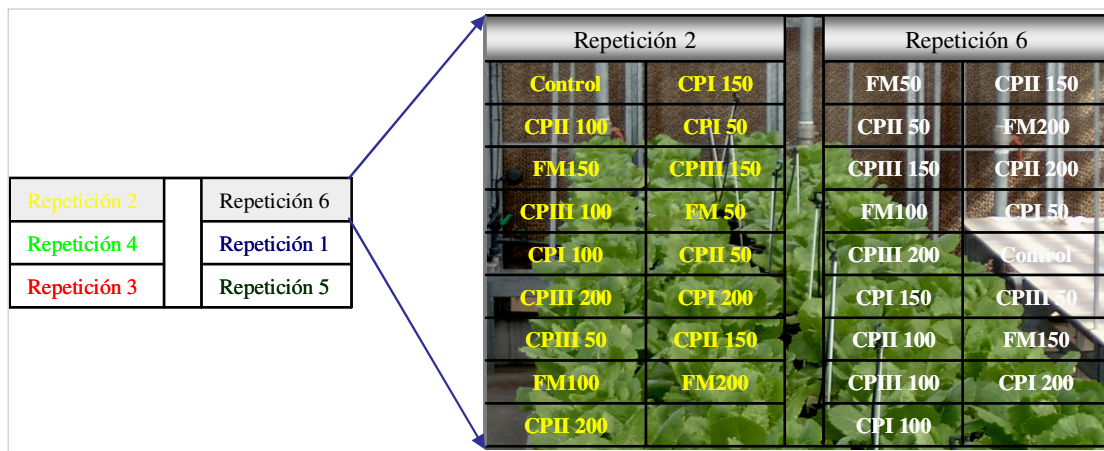 Repetición 2
Repetición 6
Repetición 4
Repetición 1
Repetición 3
Repetición 5
Repetición 2
Control CPI 150
CPII 100 CPI 50
FM150 CPIII 150
CPIII 100 FM 50
CPI 100 CPII 50
CPIII 200 CPI 200
CPIII 50 CPII 150
FM100 FM200
CPII 200
Repetición 6
FM50 CPII 150
CPII 50 FM200
CPIII 150 CPII 200
FM100 CPI 50
CPIII 200 Control
CPI 150 CPIII 50
CPII 100 FM150
CPIII 100 CPI 200
CPI 100